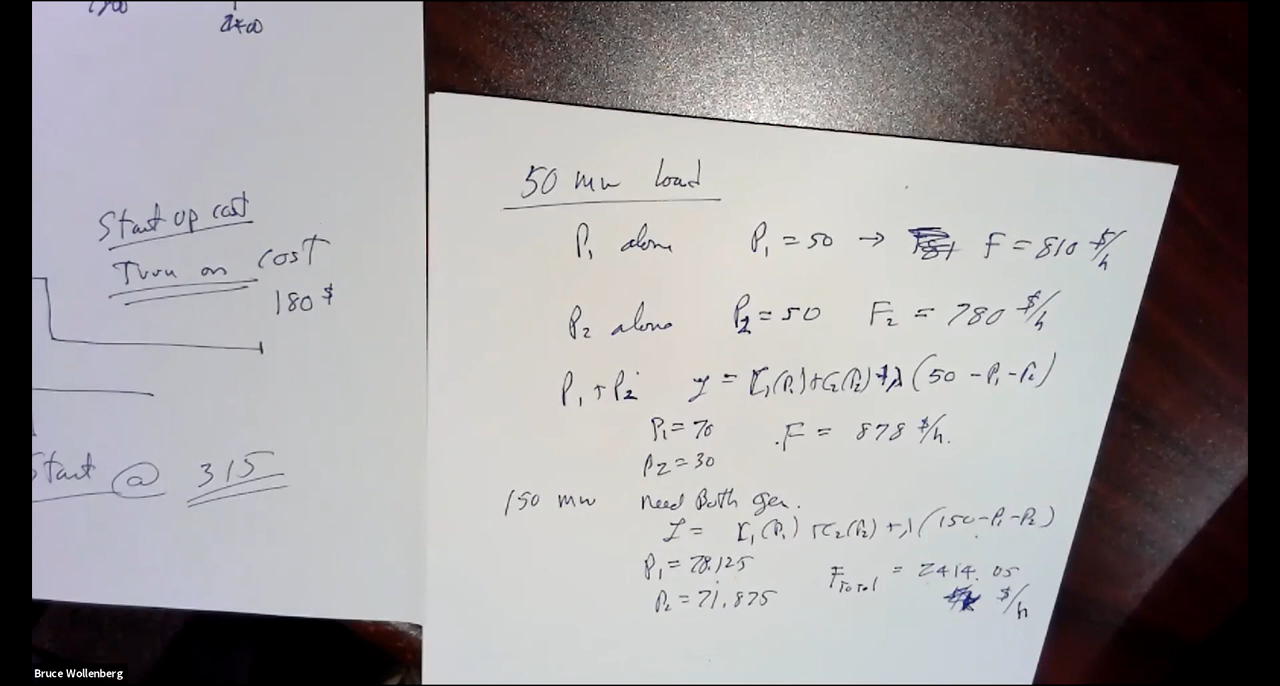 2400
Start up cost
Turn on cost
180 $
Start @ 315
50 mw load
P1 alone P1 = 50 → F = 810 $/h
P2 alone P2 = 50 F2 = 780 $/h
P1 + P2 L = F1(P1) + F2(P2) + λ (50 - P1 - P2)
P1 = 70 F = 878 $/h.
P2 = 30
150 mw need Both gen.
L = F1(P1) + F2(P2) + λ (150 - P1 - P2)
P1 = 78.125 FTotal = 2414.05
P2 = 71.875 $/h
Bruce Wollenberg